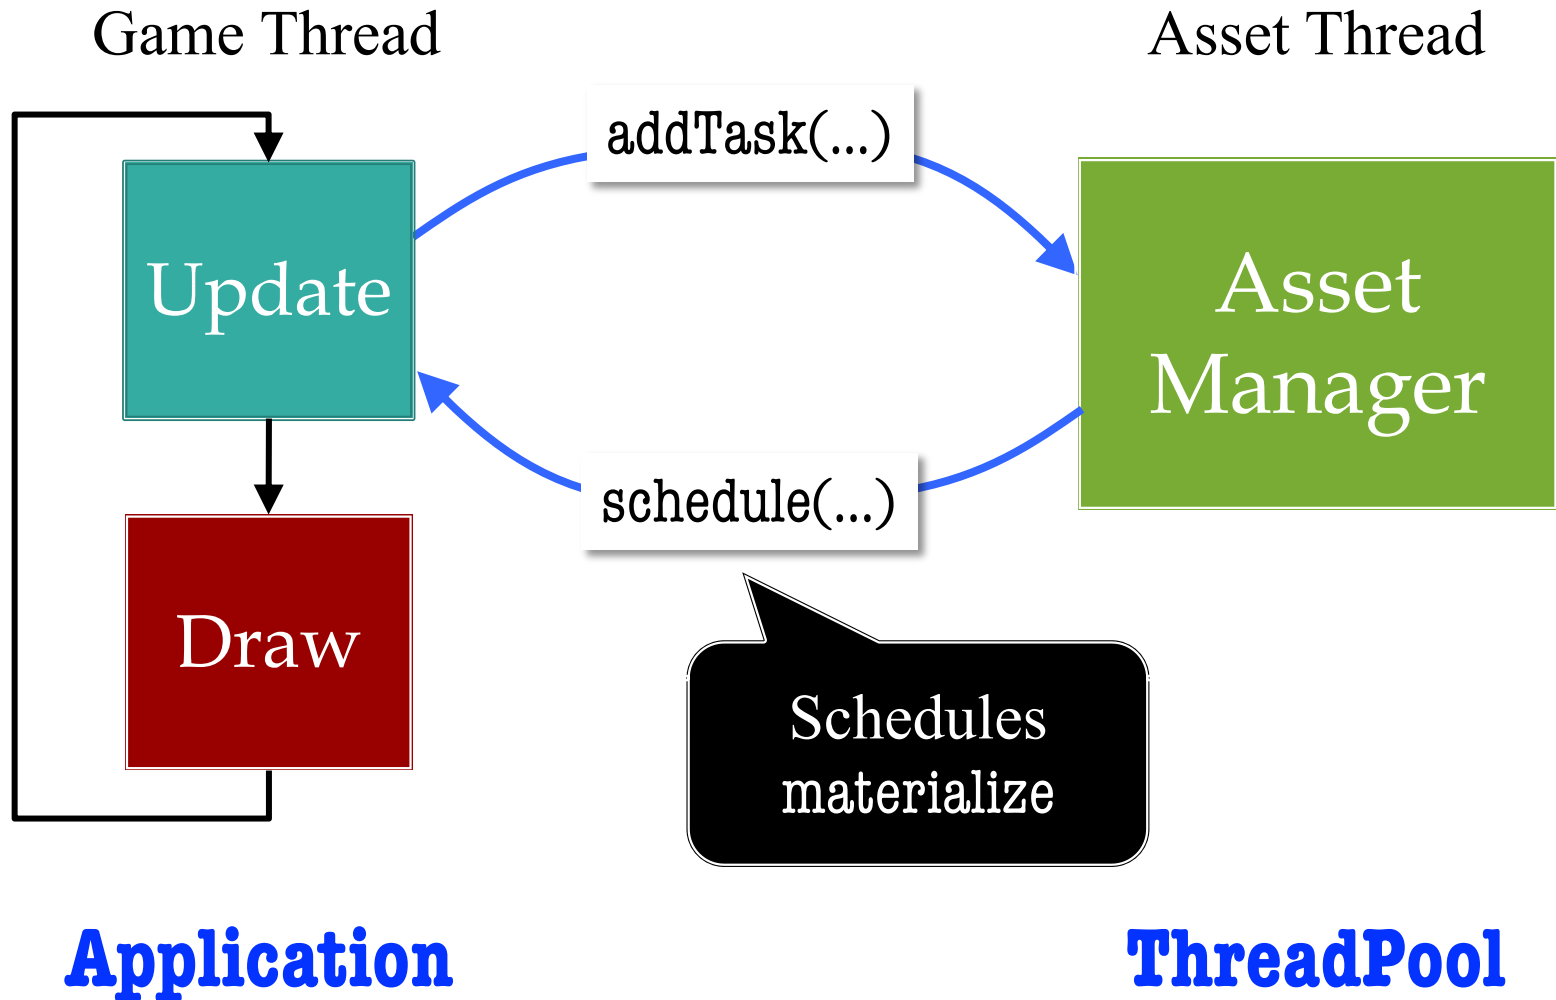 Game Thread
Asset Thread
addTask(...)
Update
Asset
Manager
schedule(...)
Draw
Schedules
materialize
Application
ThreadPool